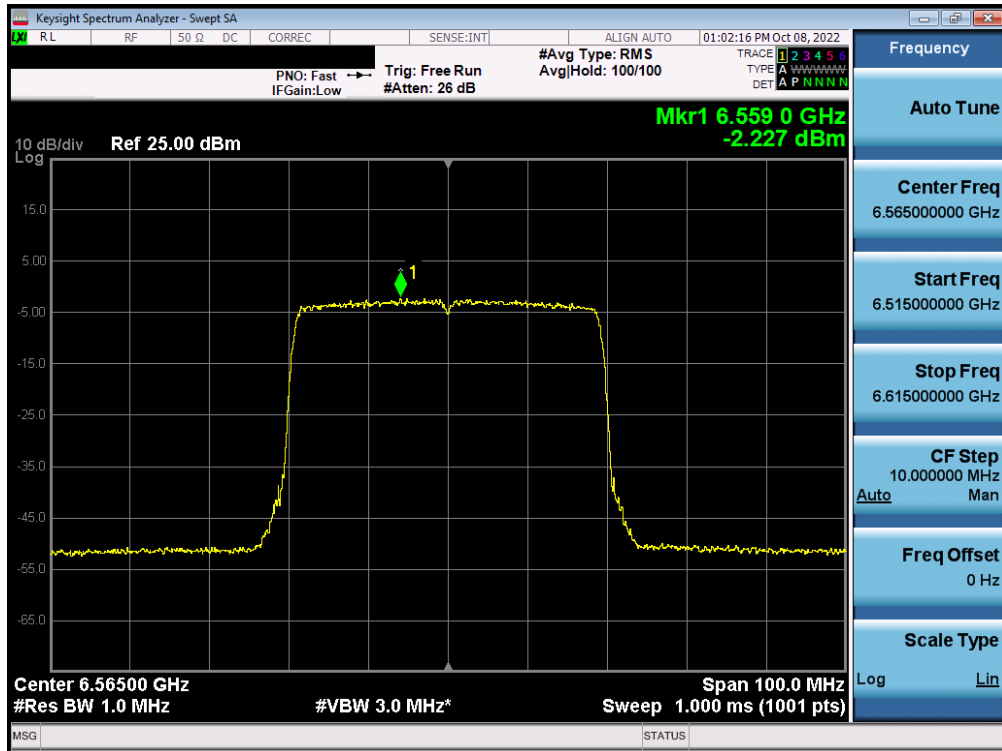 Keysight Spectrum Analyzer - Swept SA
LXI RL RF 50 Ω DC CORREC SENSE:INT ALIGN AUTO 01:02:16 PM Oct 08, 2022
PNO: Fast
IFGain:Low
Trig: Free Run
#Atten: 26 dB
#Avg Type: RMS
Avg|Hold: 100/100
TRACE 1 2 3 4 5 6
TYPE A WWWWW
DET A P N N N N
Mkr1 6.559 0 GHz
-2.227 dBm
10 dB/div Ref 25.00 dBm
Log
15.0
5.00
1
-5.00
-15.0
-25.0
-35.0
-45.0
-55.0
-65.0
Center 6.56500 GHz Span 100.0 MHz
#Res BW 1.0 MHz #VBW 3.0 MHz* Sweep 1.000 ms (1001 pts)
MSG STATUS
Frequency
Auto Tune
Center Freq
6.565000000 GHz
Start Freq
6.515000000 GHz
Stop Freq
6.615000000 GHz
CF Step
10.000000 MHz
Auto Man
Freq Offset
0 Hz
Scale Type
Log Lin